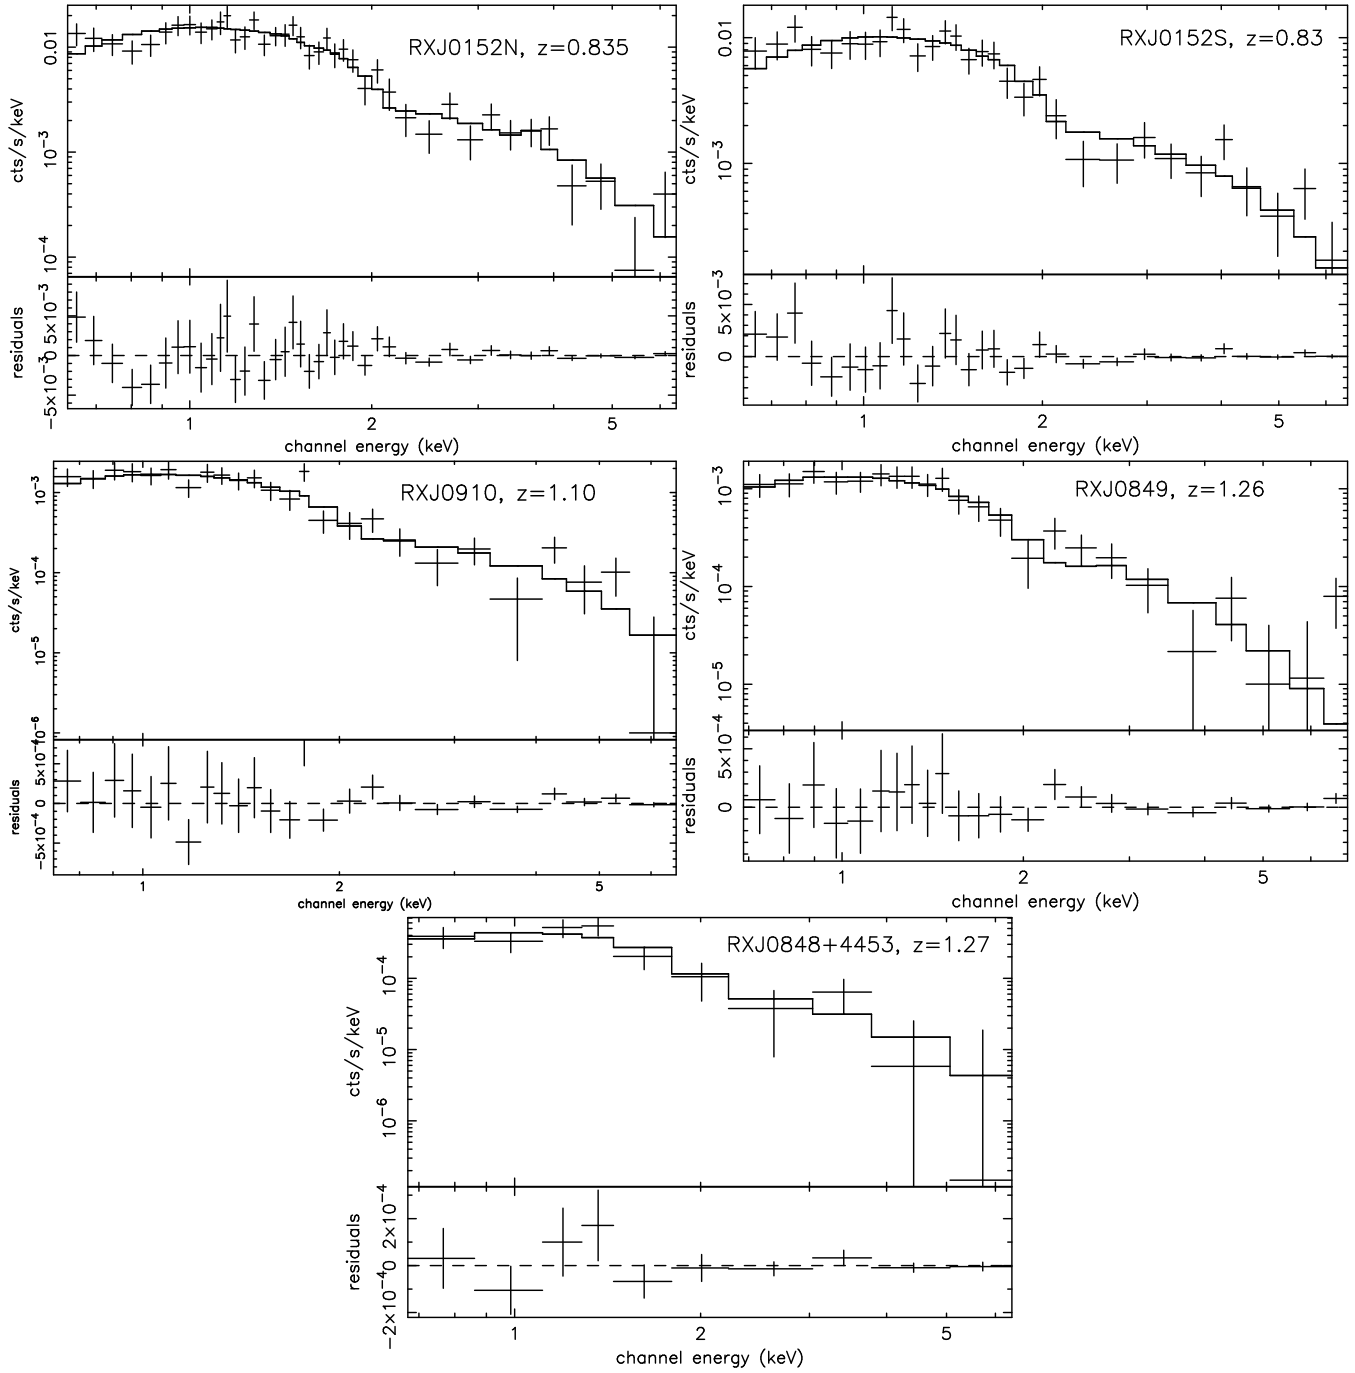 RXJ0152N, z=0.835
cts/s/keV
0.01
10⁻³
10⁻⁴
residuals
5×10⁻³
0
−5×10⁻³
1
2
5
channel energy (keV)
RXJ0152S, z=0.83
cts/s/keV
0.01
10⁻³
residuals
5×10⁻³
0
1
2
5
channel energy (keV)
RXJ0910, z=1.10
cts/s/keV
10⁻³
10⁻⁴
10⁻⁵
10⁻⁶
residuals
5×10⁻⁴
0
−5×10⁻⁴
1
2
5
channel energy (keV)
RXJ0849, z=1.26
cts/s/keV
10⁻³
10⁻⁴
10⁻⁵
residuals
5×10⁻⁴
0
1
2
5
channel energy (keV)
RXJ0848+4453, z=1.27
cts/s/keV
10⁻⁴
10⁻⁵
10⁻⁶
residuals
2×10⁻⁴
0
−2×10⁻⁴
1
2
5
channel energy (keV)